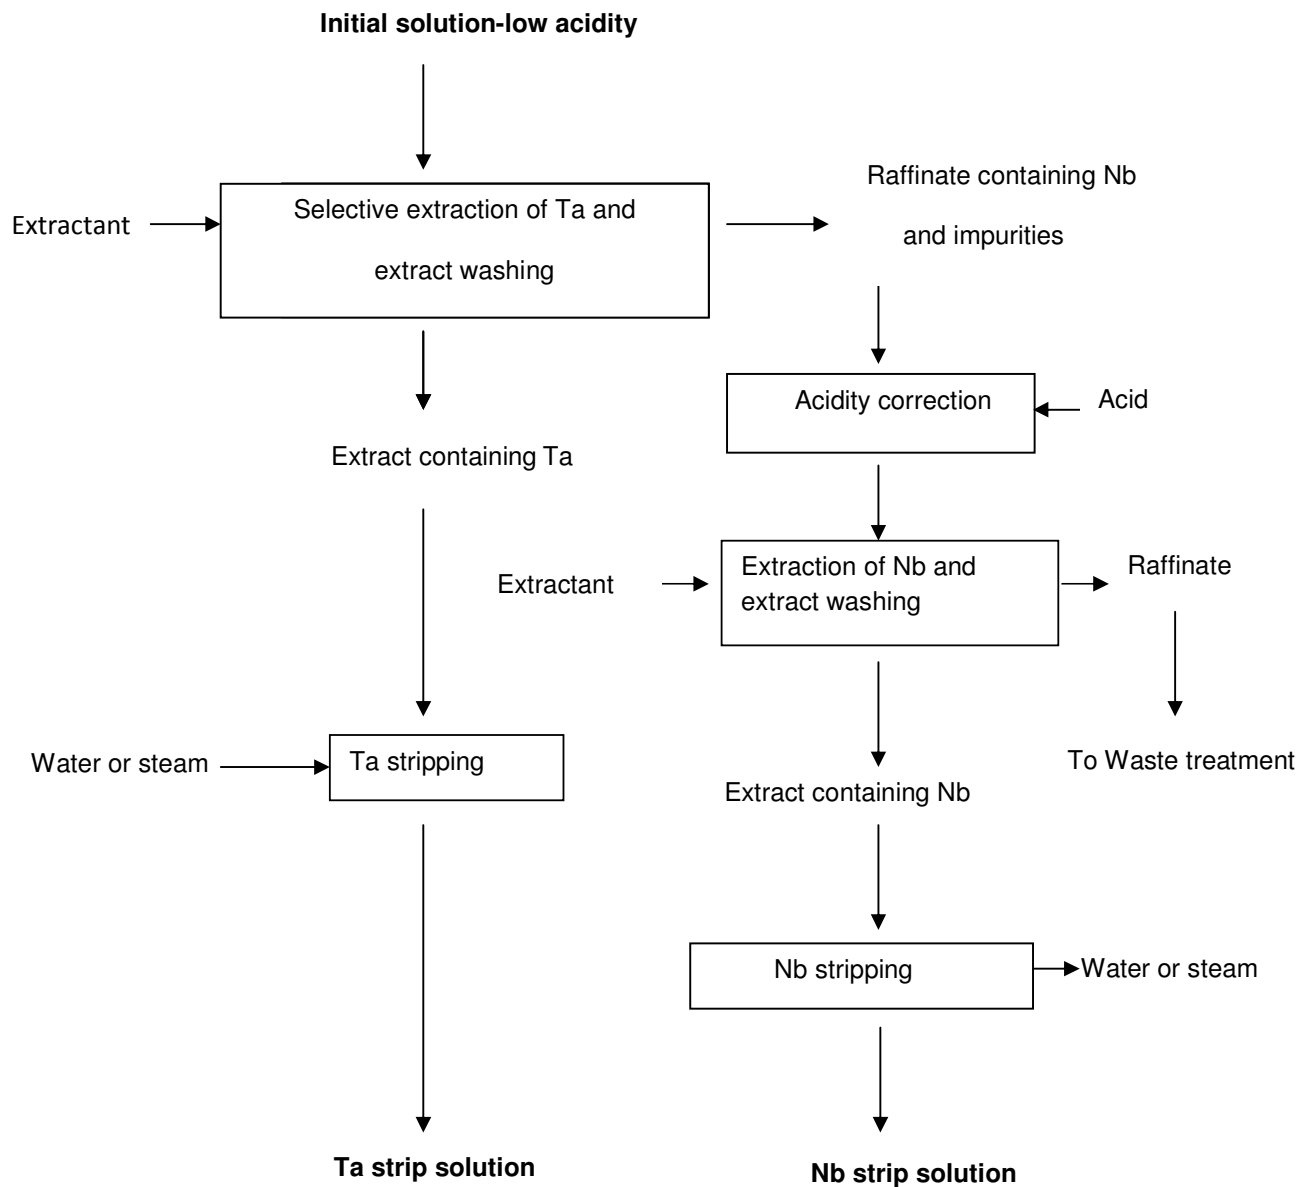 Initial solution-low acidity
Extractant
Selective extraction of Ta and
extract washing
Raffinate containing Nb
and impurities
Acidity correction
Acid
Extract containing Ta
Extractant
Extraction of Nb and
extract washing
Raffinate
Water or steam
Ta stripping
To Waste treatment
Extract containing Nb
Nb stripping
Water or steam
Ta strip solution
Nb strip solution